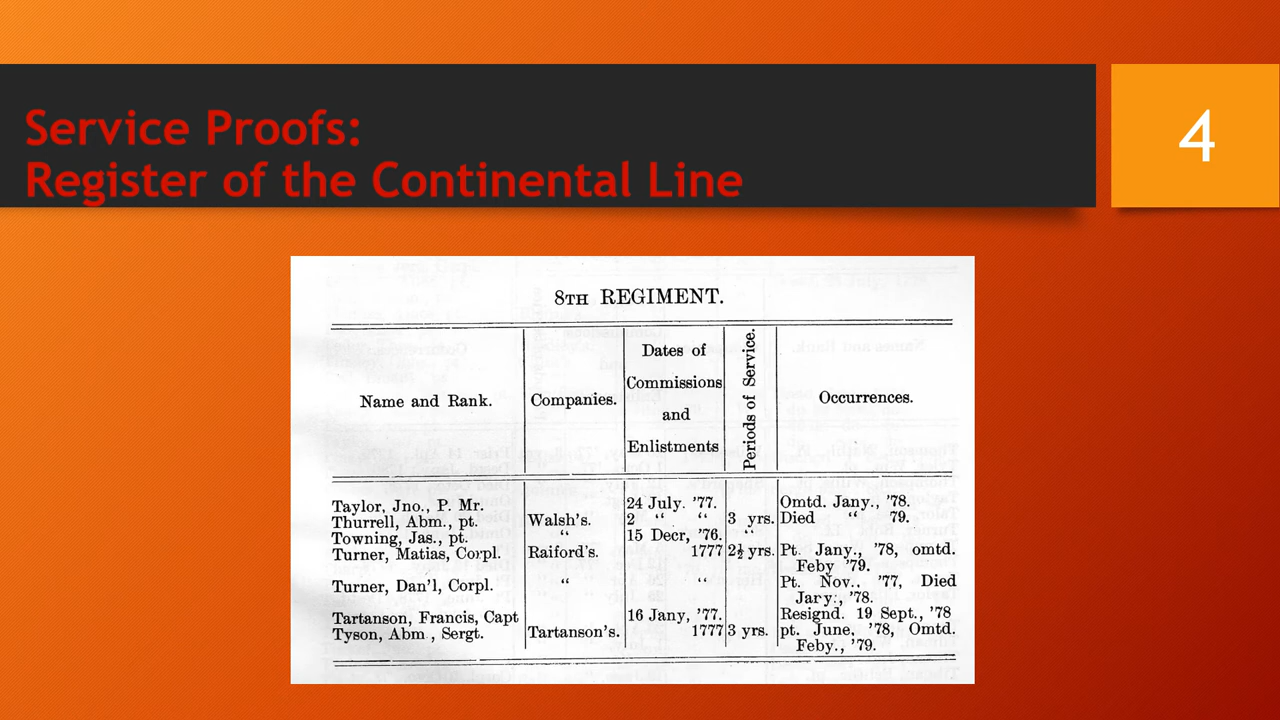 Service Proofs:
Register of the Continental Line
4
8TH REGIMENT.
Name and Rank.
Companies.
Dates of
Commissions
and
Enlistments
Periods of Service.
Occurrences.
Taylor, Jno., P. Mr. 24 July. '77. Omtd. Jany., '78.
Thurrell, Abm., pt. Walsh's. 2 “ “ 3 yrs. Died “ 79.
Towning, Jas., pt. “ 15 Decr, '76. “
Turner, Matias, Corpl. Raiford's. 1777 2½ yrs. Pt. Jany., '78, omtd.
Feby '79.
Turner, Dan'l, Corpl. “ “ Pt. Nov., '77, Died
Jary., '78.
Tartanson, Francis, Capt 16 Jany, '77. Resignd. 19 Sept., '78
Tyson, Abm., Sergt. Tartanson's. 1777 3 yrs. pt. June, '78, Omtd.
Feby., '79.